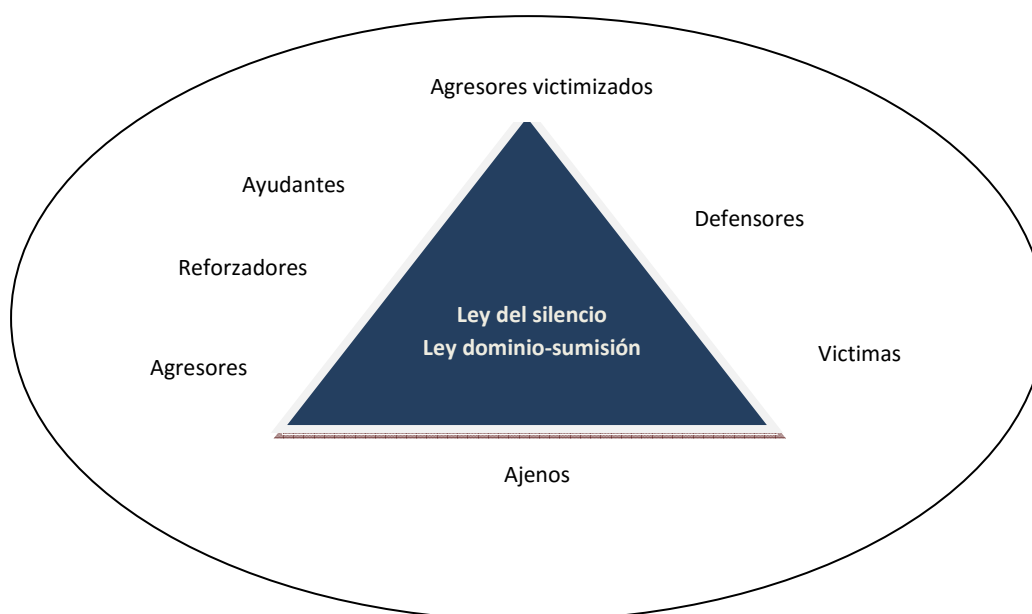 Agresores victimizados
Ayudantes
Defensores
Reforzadores
Ley del silencio
Ley dominio-sumisión
Agresores
Victimas
Ajenos